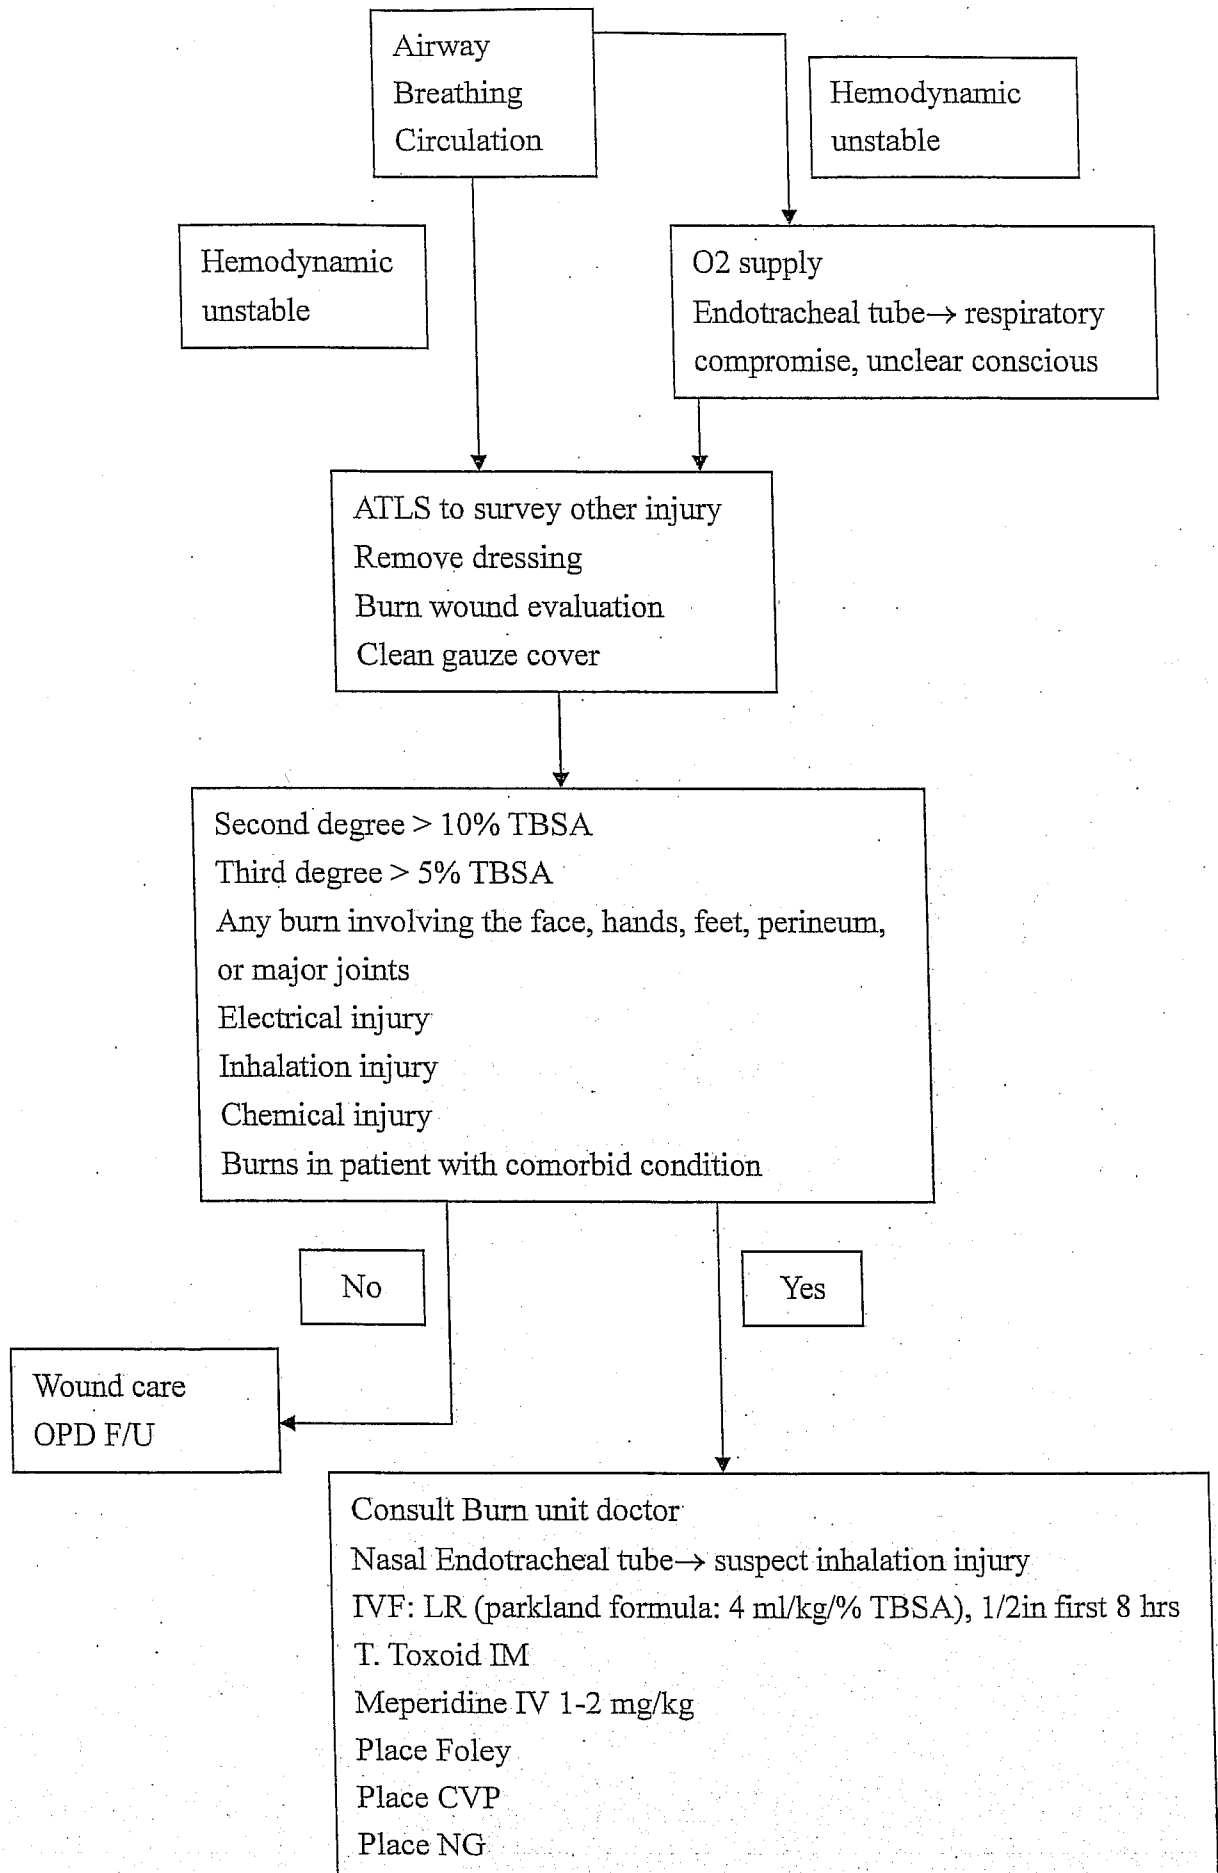 Airway
Breathing
Circulation
Hemodynamic
unstable
Hemodynamic
unstable
O2 supply
Endotracheal tube→ respiratory
compromise, unclear conscious
ATLS to survey other injury
Remove dressing
Burn wound evaluation
Clean gauze cover
Second degree > 10% TBSA
Third degree > 5% TBSA
Any burn involving the face, hands, feet, perineum,
or major joints
Electrical injury
Inhalation injury
Chemical injury
Burns in patient with comorbid condition
No
Yes
Wound care
OPD F/U
Consult Burn unit doctor
Nasal Endotracheal tube→ suspect inhalation injury
IVF: LR (parkland formula: 4 ml/kg/% TBSA), 1/2in first 8 hrs
T. Toxoid IM
Meperidine IV 1-2 mg/kg
Place Foley
Place CVP
Place NG